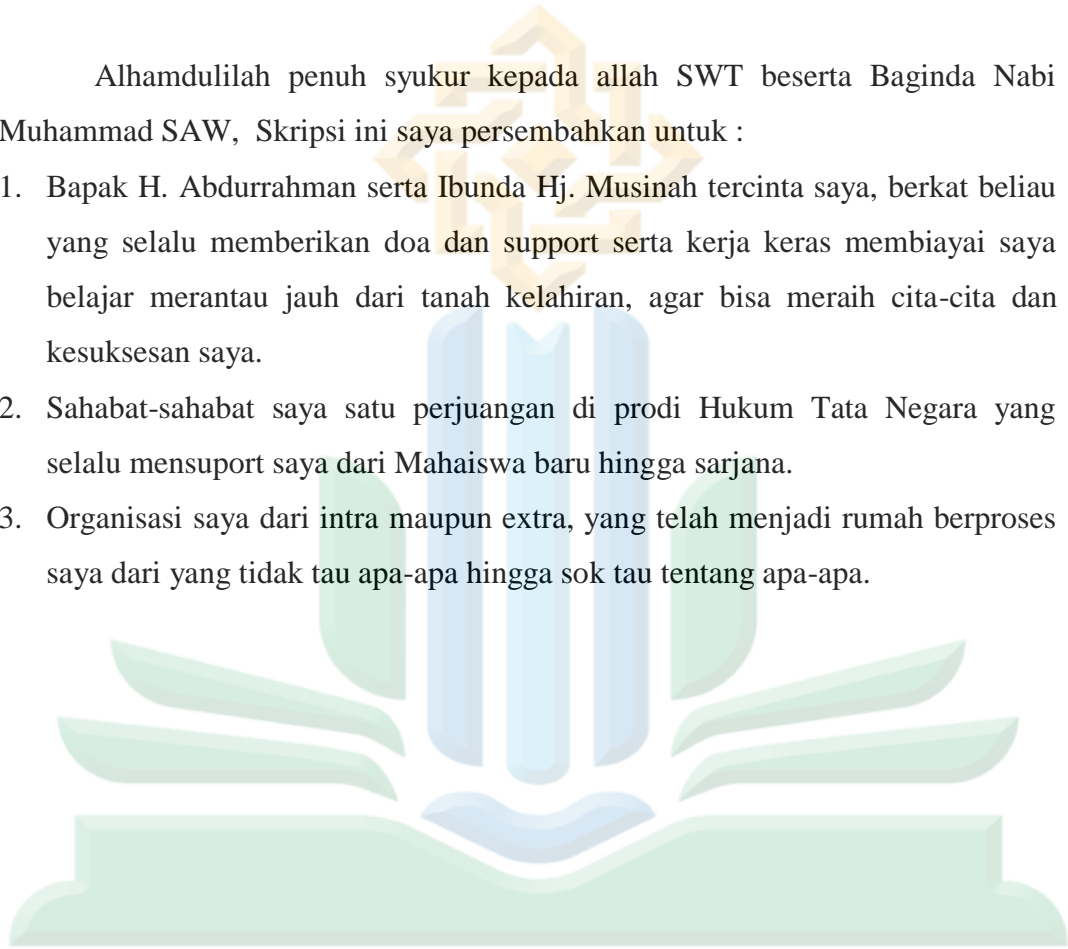 Alhamdulilah penuh syukur kepada allah SWT beserta Baginda Nabi
Muhammad SAW, Skripsi ini saya persembahkan untuk :
1. Bapak H. Abdurrahman serta Ibunda Hj. Musinah tercinta saya, berkat beliau
yang selalu memberikan doa dan support serta kerja keras membiayai saya
belajar merantau jauh dari tanah kelahiran, agar bisa meraih cita-cita dan
kesuksesan saya.
2. Sahabat-sahabat saya satu perjuangan di prodi Hukum Tata Negara yang
selalu mensuport saya dari Mahaiswa baru hingga sarjana.
3. Organisasi saya dari intra maupun extra, yang telah menjadi rumah berproses
saya dari yang tidak tau apa-apa hingga sok tau tentang apa-apa.